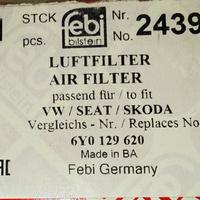 STCK Nr. 2439
pcs. febi bilstein No.
LUFTFILTER
AIR FILTER
passend für / to fit
VW / SEAT / SKODA
Vergleichs - Nr. / Replaces No
6Y0 129 620
Made in BA
Febi Germany